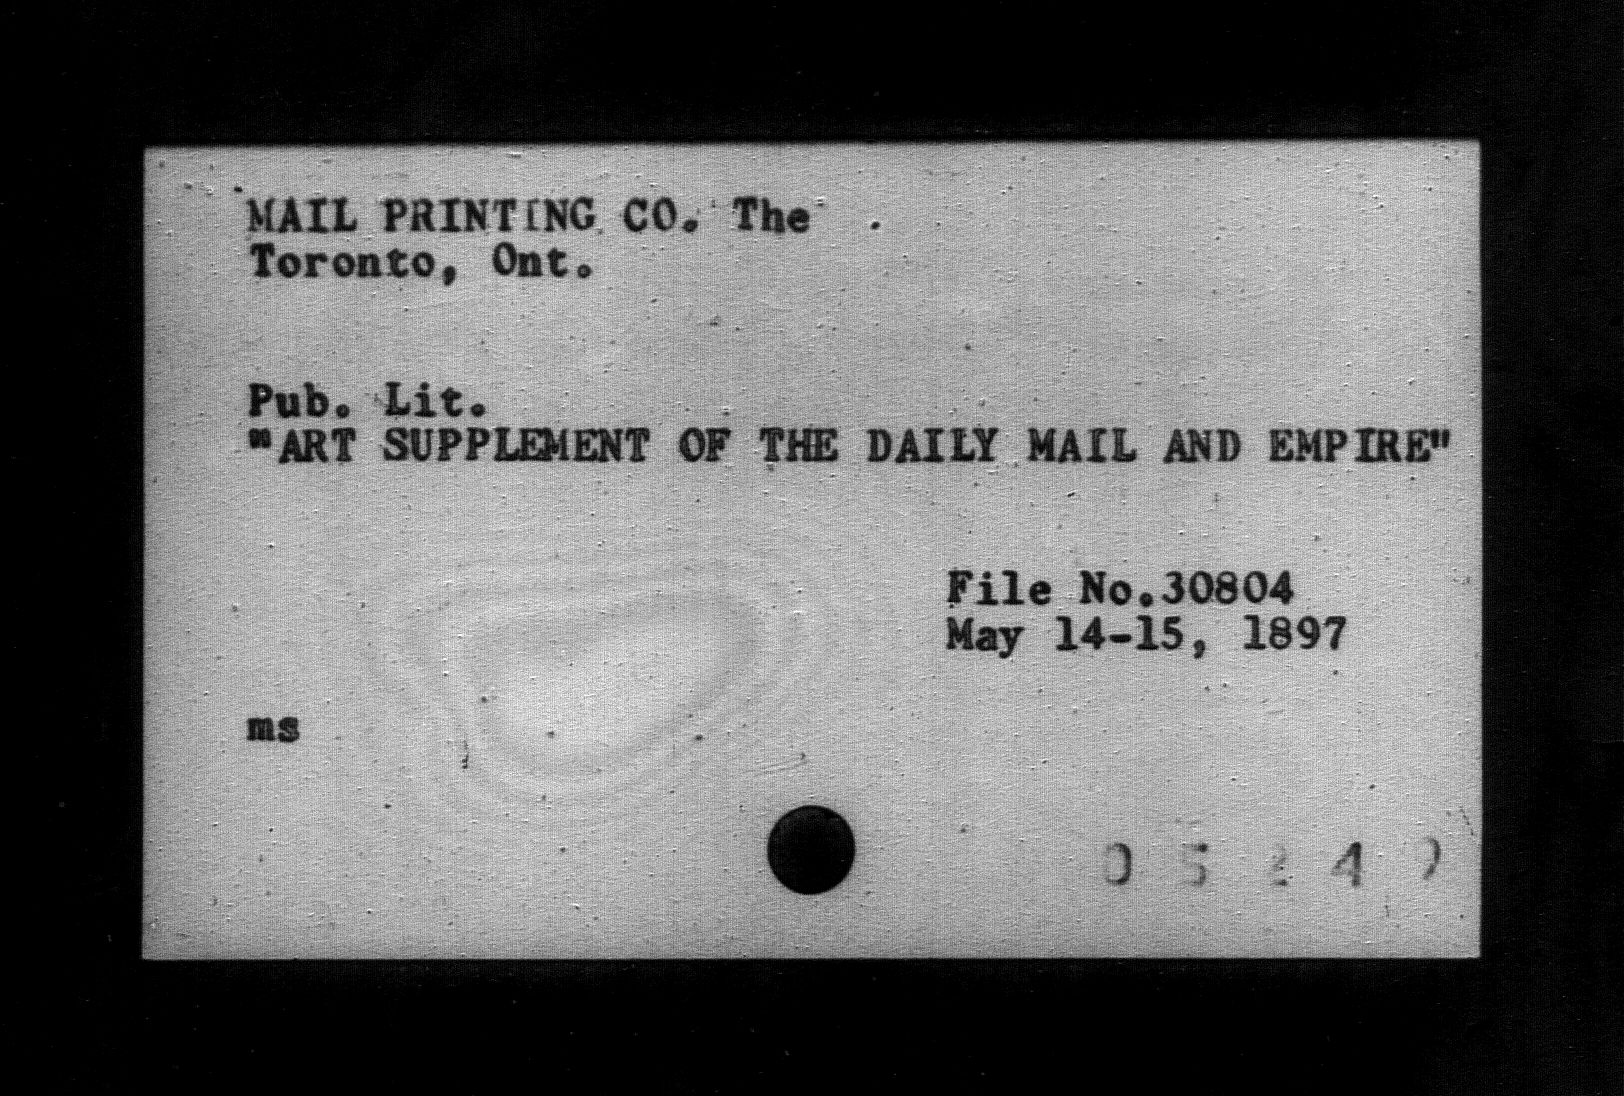 MAIL PRINTING CO. The
Toronto, Ont.
Pub. Lit.
"ART SUPPLEMENT OF THE DAILY MAIL AND EMPIRE"
File No.30804
May 14-15, 1897
ms